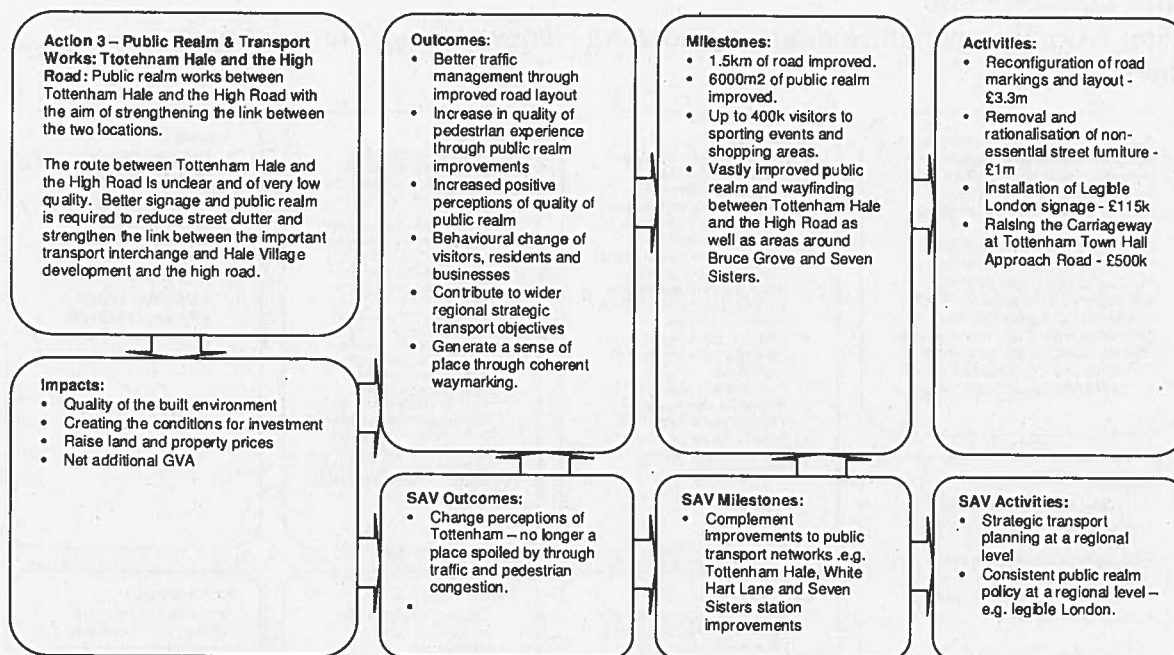 Action 3 – Public Realm & Transport
Works: Ttotehnam Hale and the High
Road: Public realm works between
Tottenham Hale and the High Road with
the aim of strengthening the link between
the two locations.
The route between Tottenham Hale and
the High Road is unclear and of very low
quality. Better signage and public realm
is required to reduce street clutter and
strengthen the link between the important
transport interchange and Hale Village
development and the high road.
Impacts:
• Quality of the built environment
• Creating the conditions for investment
• Raise land and property prices
• Net additional GVA
Outcomes:
• Better traffic
management through
improved road layout
• Increase in quality of
pedestrian experience
through public realm
improvements
• Increased positive
perceptions of quality of
public realm
• Behavioural change of
visitors, residents and
businesses
• Contribute to wider
regional strategic
transport objectives
• Generate a sense of
place through coherent
waymarking.
Milestones:
• 1.5km of road improved.
• 6000m2 of public realm
improved.
• Up to 400k visitors to
sporting events and
shopping areas.
• Vastly improved public
realm and wayfinding
between Tottenham Hale
and the High Road as
well as areas around
Bruce Grove and Seven
Sisters.
Activities:
• Reconfiguration of road
markings and layout -
£3.3m
• Removal and
rationalisation of non-
essential street furniture -
£1m
• Installation of Legible
London signage - £115k
• Raising the Carriageway
at Tottenham Town Hall
Approach Road - £500k
SAV Outcomes:
• Change perceptions of
Tottenham – no longer a
place spoiled by through
traffic and pedestrian
congestion.
•
SAV Milestones:
• Complement
improvements to public
transport networks .e.g.
Tottenham Hale, White
Hart Lane and Seven
Sisters station
improvements
SAV Activities:
• Strategic transport
planning at a regional
level
• Consistent public realm
policy at a regional level –
e.g. legible London.